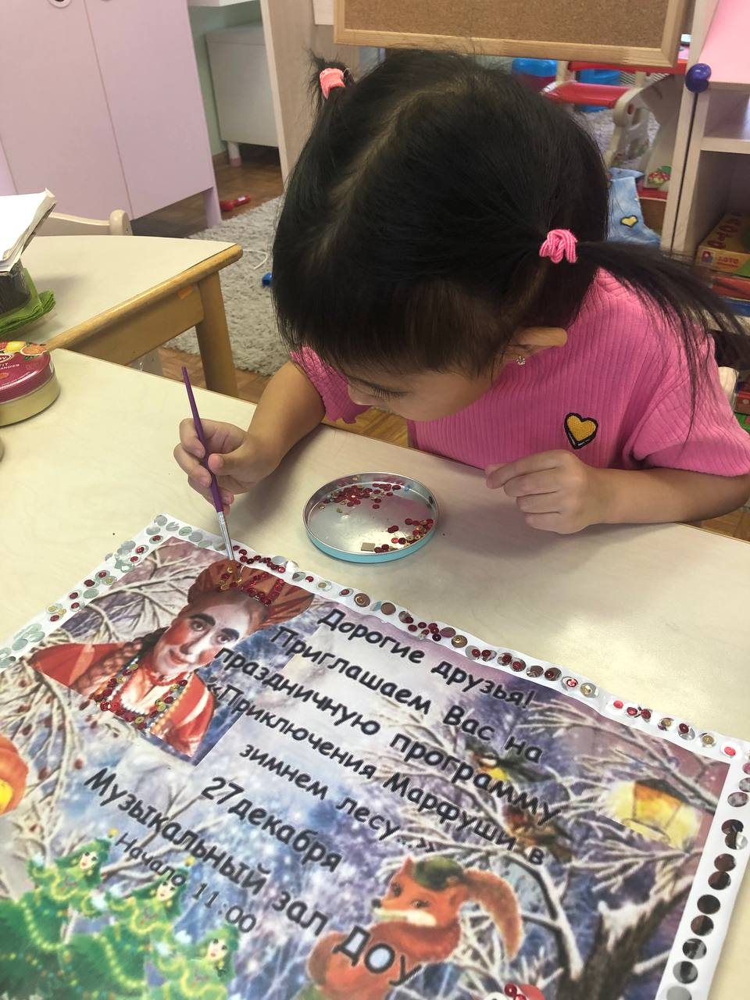 Дорогие друзья!
Приглашаем Вас на
праздничную программу
«Приключения Марфуши в
зимнем лесу...»
27декабря
Музыкальный зал ДОУ
Начало 11:00